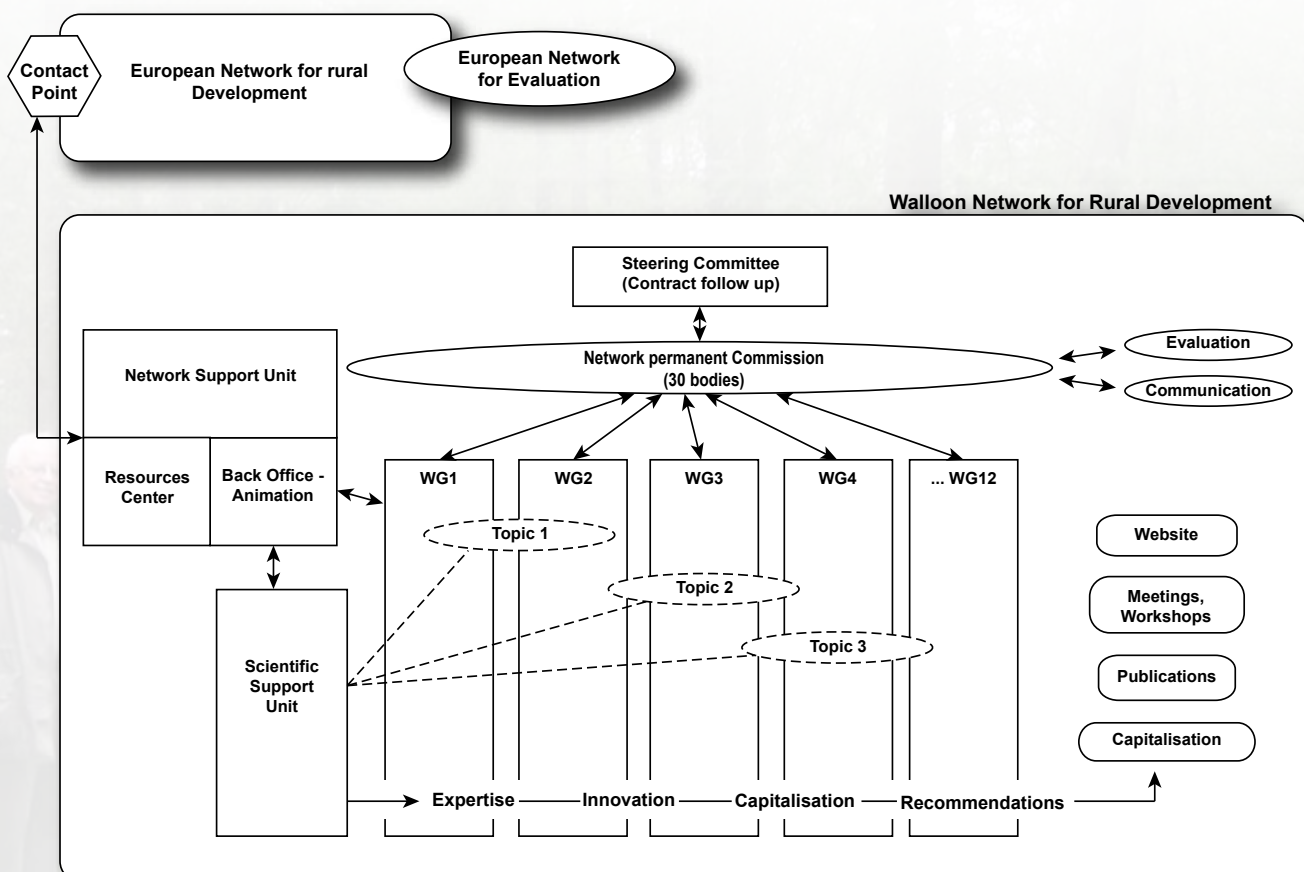 Contact
Point
European Network for rural
Development
European Network
for Evaluation
Walloon Network for Rural Development
Steering Committee
(Contract follow up)
Network permanent Commission
(30 bodies)
Evaluation
Communication
Network Support Unit
Resources
Center
Back Office -
Animation
WG1
WG2
WG3
WG4
... WG12
Topic 1
Topic 2
Topic 3
Scientific
Support
Unit
Website
Meetings,
Workshops
Publications
Capitalisation
Expertise
Innovation
Capitalisation
Recommendations